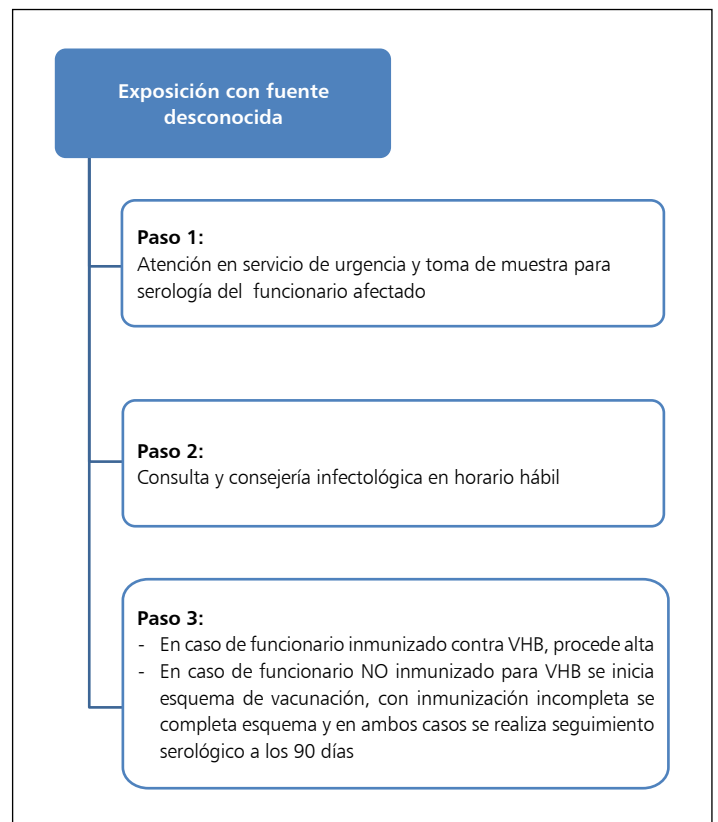 Exposición con fuente
desconocida
Paso 1:
Atención en servicio de urgencia y toma de muestra para
serología del funcionario afectado
Paso 2:
Consulta y consejería infectológica en horario hábil
Paso 3:
- En caso de funcionario inmunizado contra VHB, procede alta
- En caso de funcionario NO inmunizado para VHB se inicia
esquema de vacunación, con inmunización incompleta se
completa esquema y en ambos casos se realiza seguimiento
serológico a los 90 días